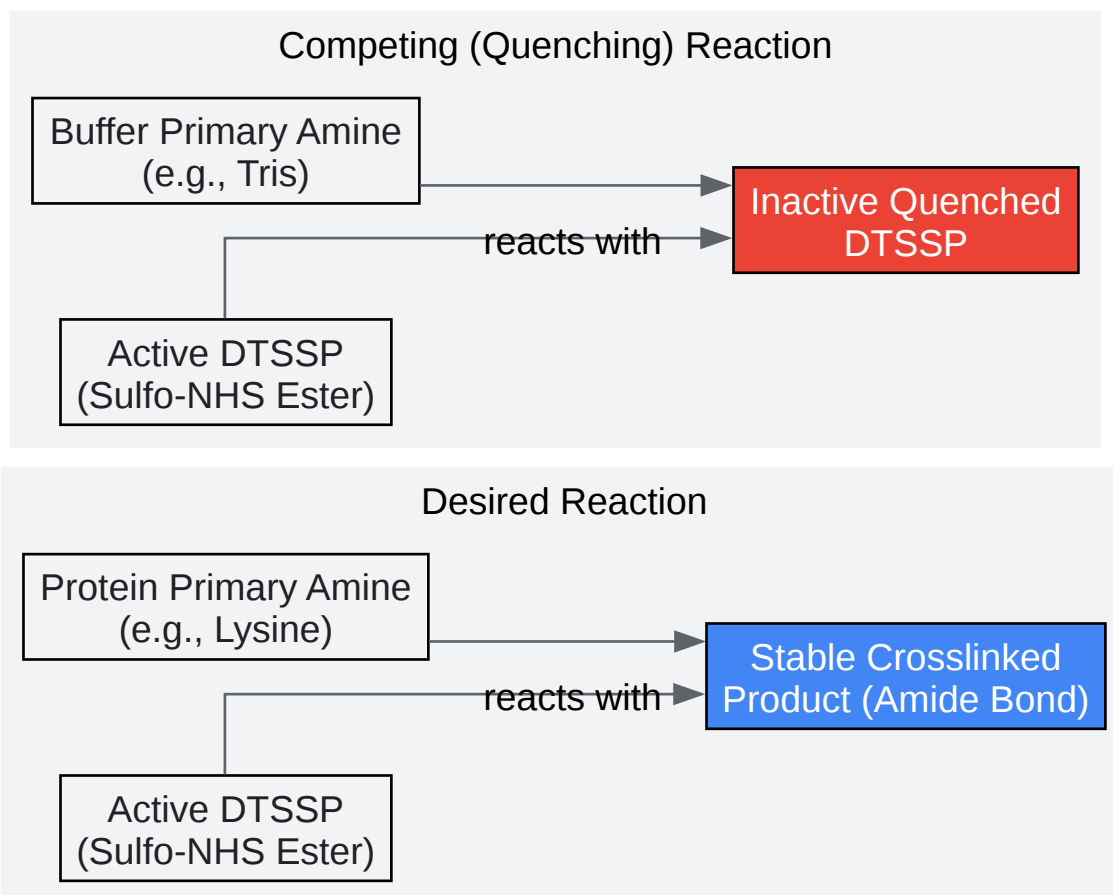 Competing (Quenching) Reaction
Buffer Primary Amine
(e.g., Tris)
Inactive Quenched
DTSSP
reacts with
Active DTSSP
(Sulfo-NHS Ester)
Desired Reaction
Protein Primary Amine
(e.g., Lysine)
Stable Crosslinked
Product (Amide Bond)
reacts with
Active DTSSP
(Sulfo-NHS Ester)